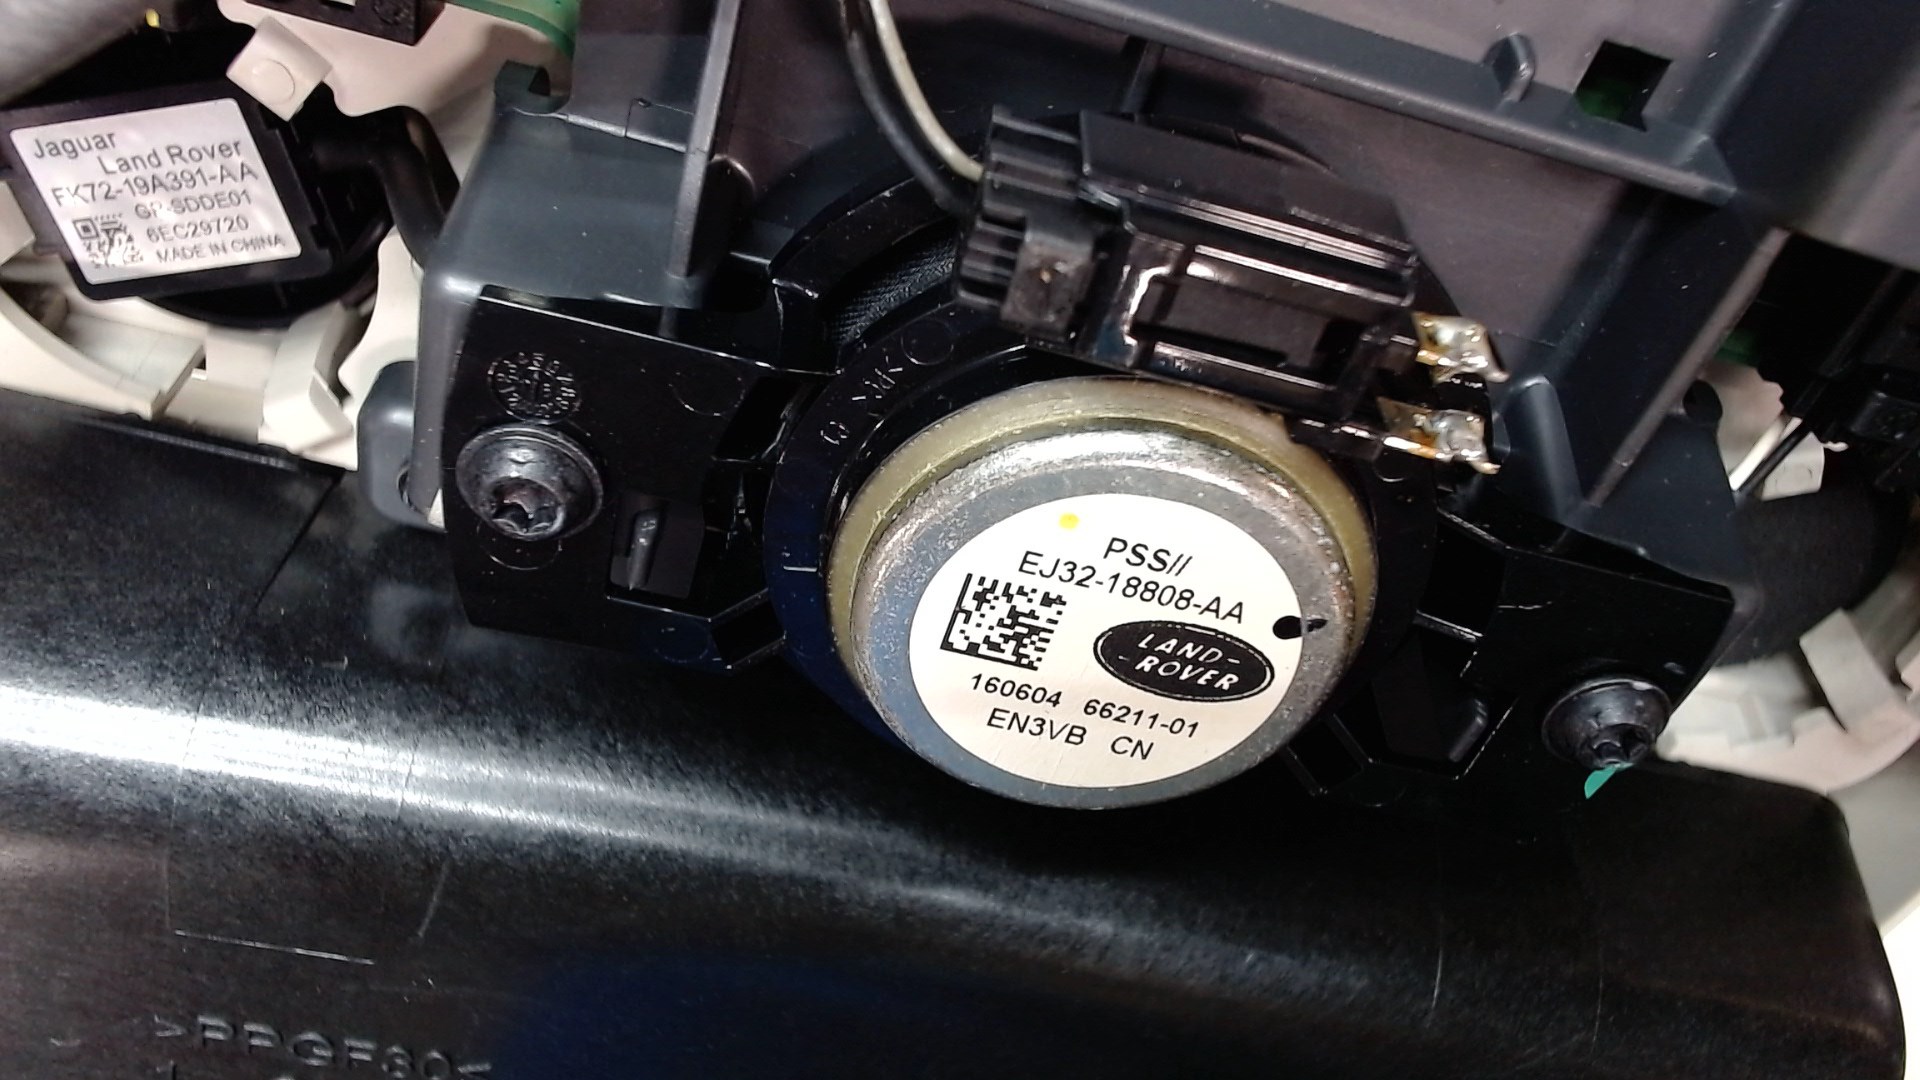 Jaguar
Land Rover
FK72-19A391-AA
GP-SDDE01
6EC29720
MADE IN CHINA
PSS//
EJ32-18808-AA
LAND-
-ROVER
160604 66211-01
EN3VB CN
>PPGF30<